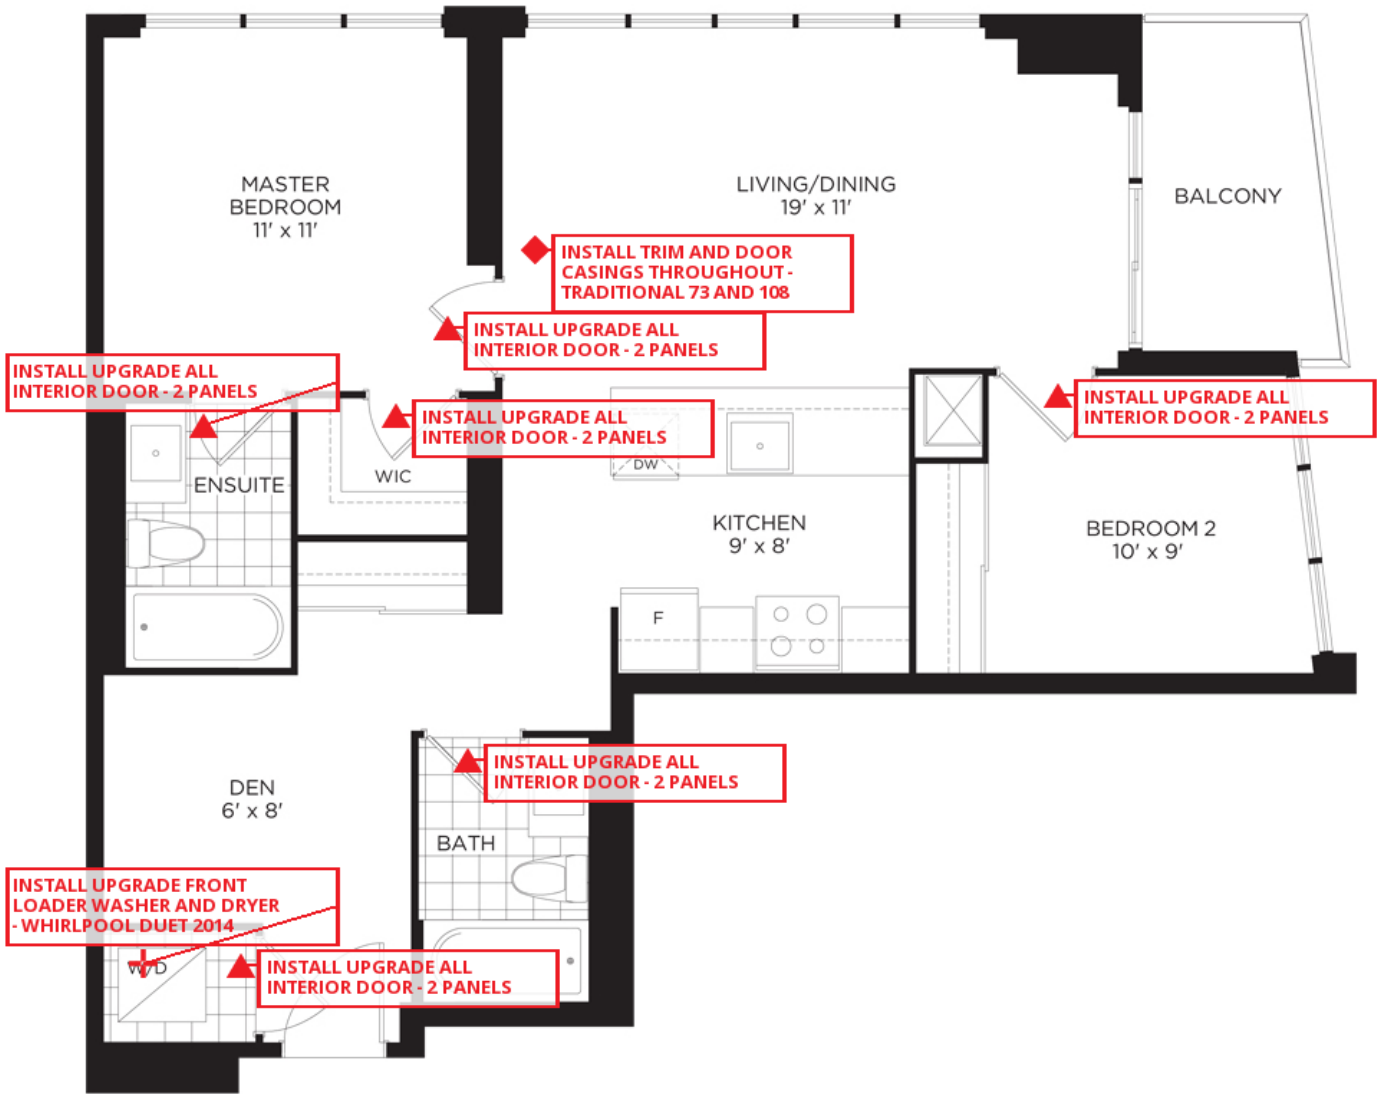 MASTER
BEDROOM
11' x 11'
LIVING/DINING
19' x 11'
BALCONY
INSTALL TRIM AND DOOR
CASINGS THROUGHOUT -
TRADITIONAL 73 AND 108
INSTALL UPGRADE ALL
INTERIOR DOOR - 2 PANELS
INSTALL UPGRADE ALL
INTERIOR DOOR - 2 PANELS
INSTALL UPGRADE ALL
INTERIOR DOOR - 2 PANELS
INSTALL UPGRADE ALL
INTERIOR DOOR - 2 PANELS
ENSUITE
WIC
DW
KITCHEN
9' x 8'
BEDROOM 2
10' x 9'
F
INSTALL UPGRADE ALL
INTERIOR DOOR - 2 PANELS
DEN
6' x 8'
BATH
INSTALL UPGRADE FRONT
LOADER WASHER AND DRYER
- WHIRLPOOL DUET 2014
W/D
INSTALL UPGRADE ALL
INTERIOR DOOR - 2 PANELS